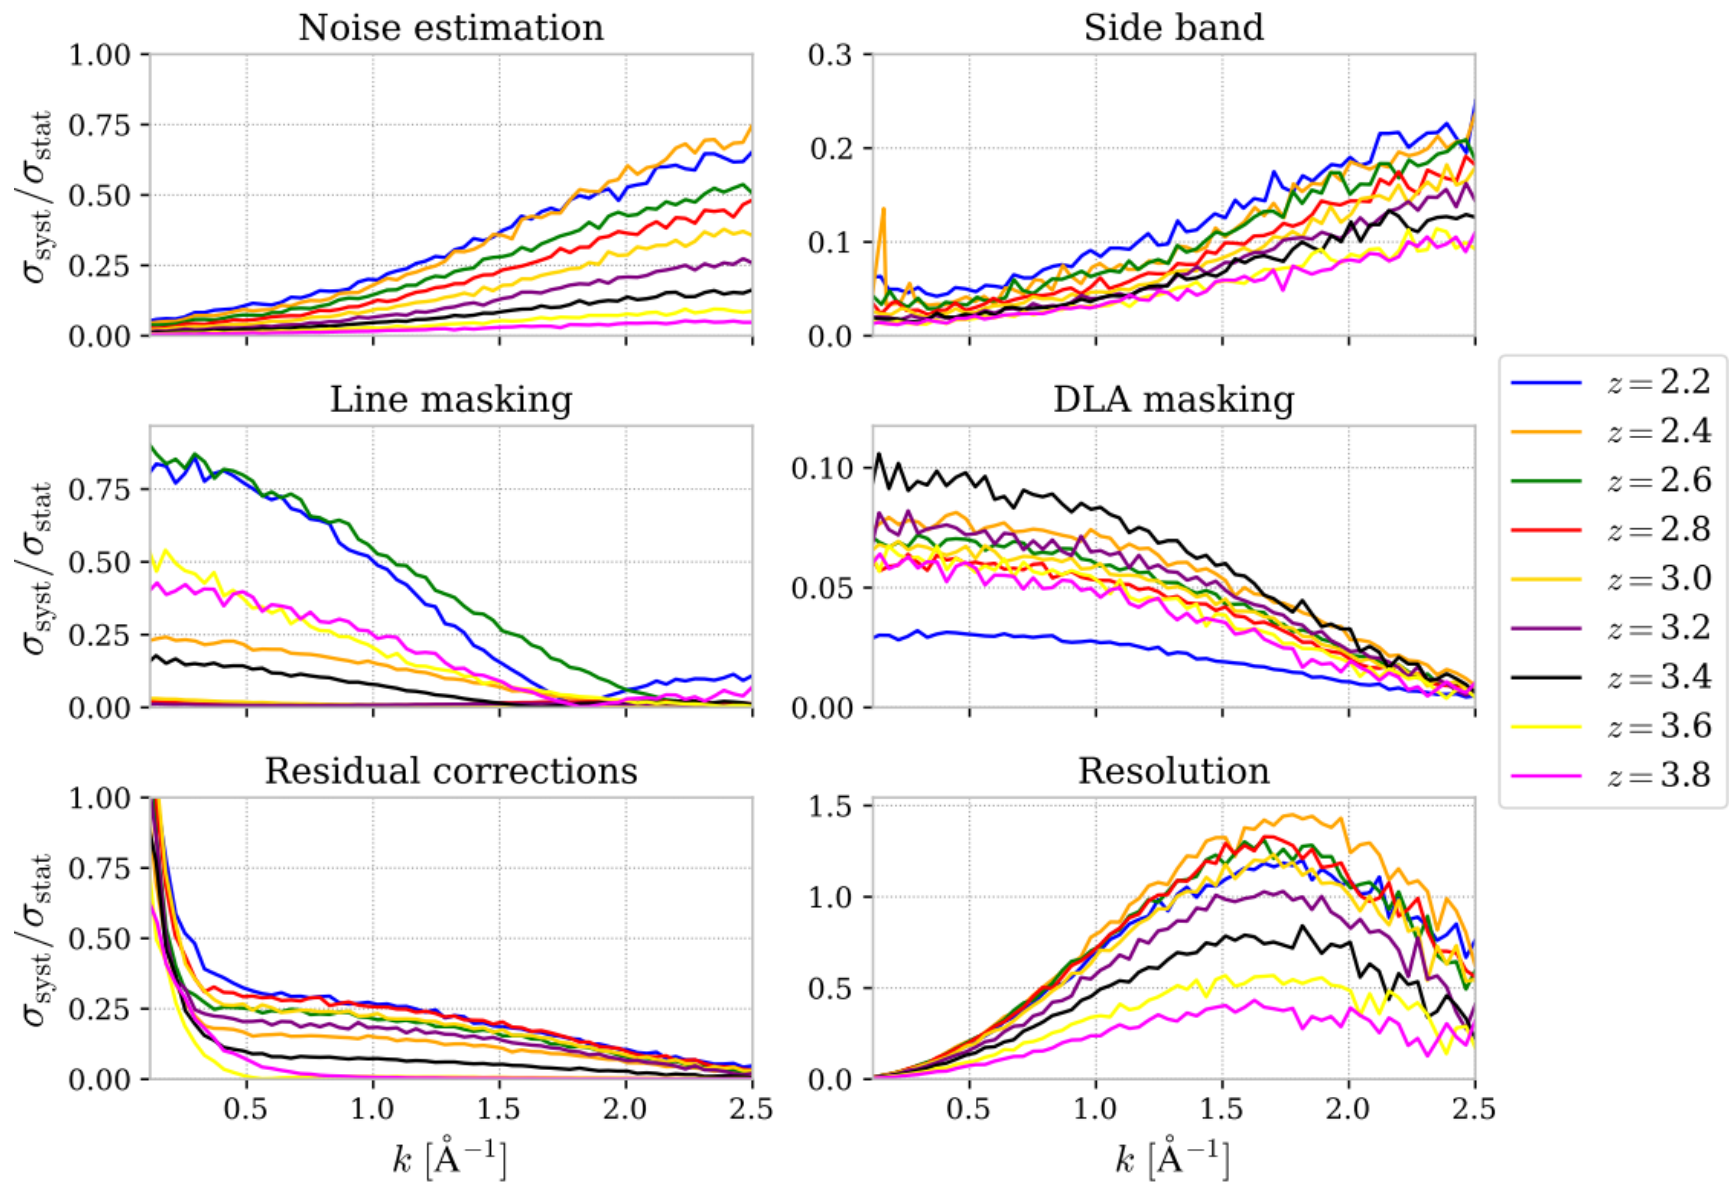 Noise estimation
Side band
1.00
0.75
0.50
0.25
0.00
σsyst / σstat
0.3
0.2
0.1
0.0
Line masking
DLA masking
0.75
0.50
0.25
0.00
σsyst / σstat
0.10
0.05
0.00
z = 2.2
z = 2.4
z = 2.6
z = 2.8
z = 3.0
z = 3.2
z = 3.4
z = 3.6
z = 3.8
Residual corrections
Resolution
1.00
0.75
0.50
0.25
0.00
σsyst / σstat
0.5 1.0 1.5 2.0 2.5
k [Å⁻¹]
1.5
1.0
0.5
0.0
0.5 1.0 1.5 2.0 2.5
k [Å⁻¹]